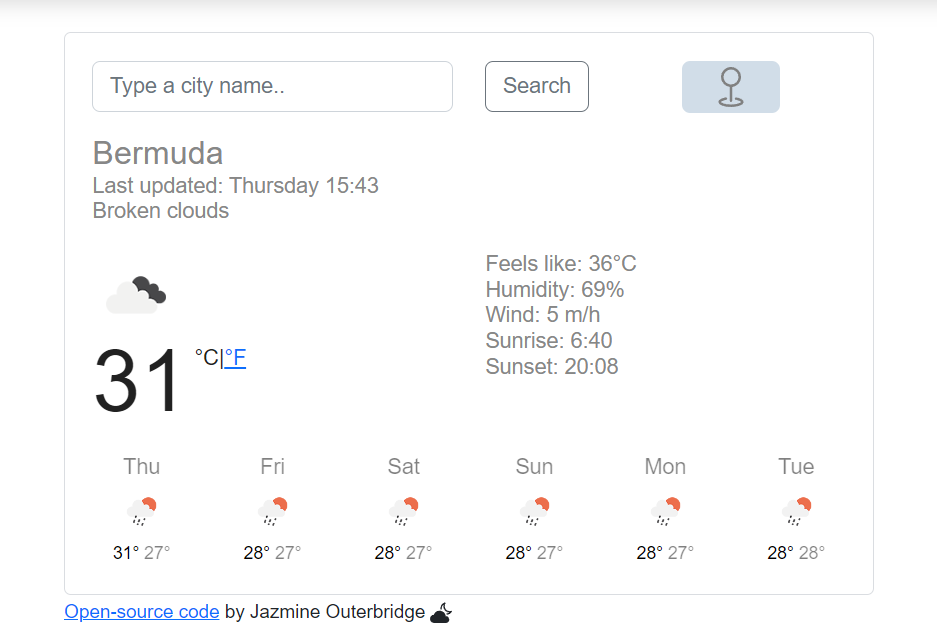 Type a city name..
Search
Bermuda
Last updated: Thursday 15:43
Broken clouds
Feels like: 36°C
Humidity: 69%
Wind: 5 m/h
Sunrise: 6:40
Sunset: 20:08
31 °C|°F
Thu Fri Sat Sun Mon Tue
31° 27° 28° 27° 28° 27° 28° 27° 28° 27° 28° 28°
Open-source code by Jazmine Outerbridge